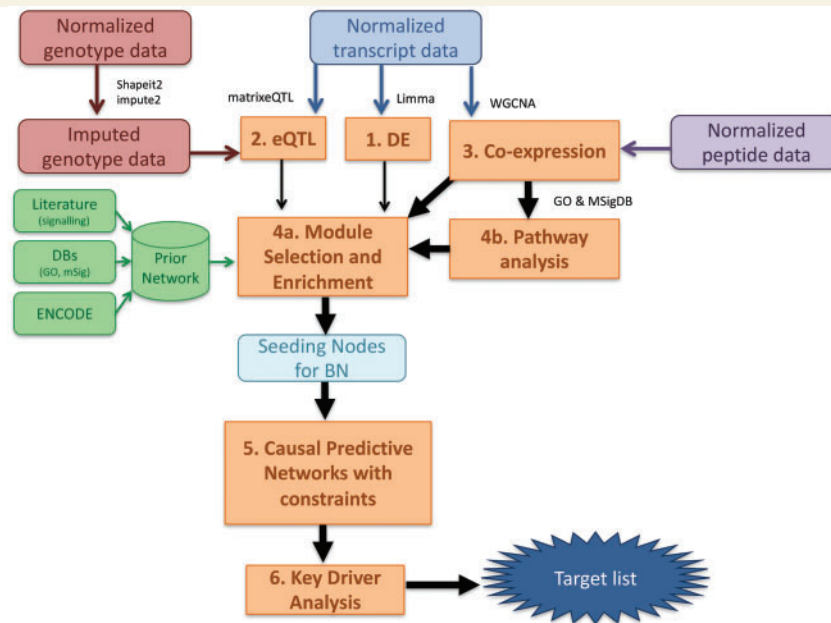 Normalized
genotype data
Normalized
transcript data
Shapeit2
impute2
matrixeQTL
Limma
WGCNA
Imputed
genotype data
2. eQTL
1. DE
3. Co-expression
Normalized
peptide data
GO & MSigDB
Literature
(signalling)
DBs
(GO, mSig)
ENCODE
Prior
Network
4a. Module
Selection and
Enrichment
4b. Pathway
analysis
Seeding Nodes
for BN
5. Causal Predictive
Networks with
constraints
6. Key Driver
Analysis
Target list